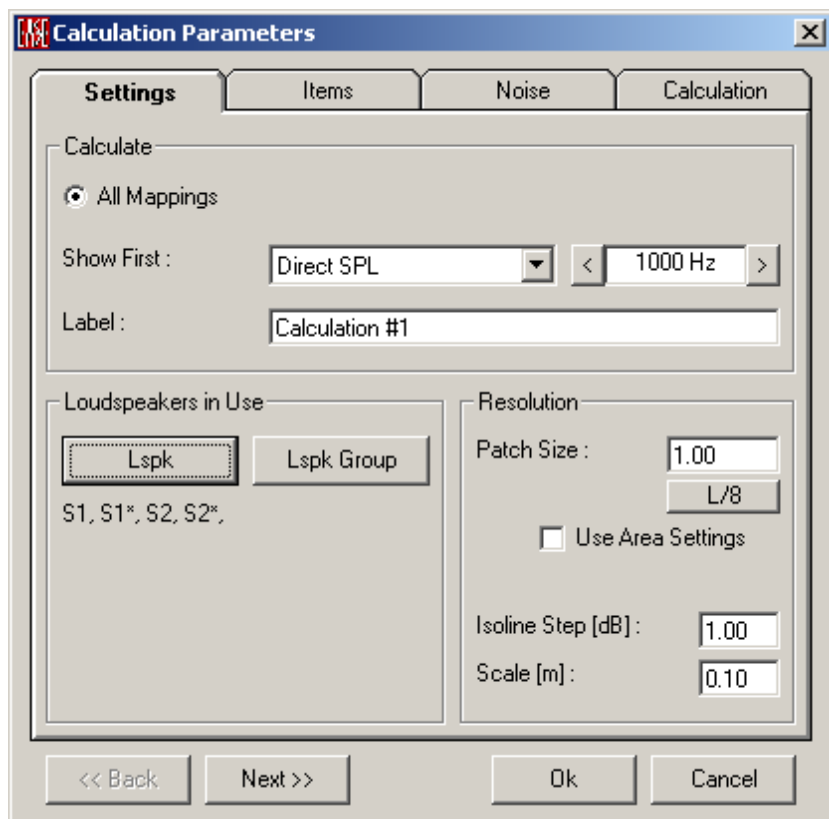 EASE Calculation Parameters
Settings Items Noise Calculation
Calculate
All Mappings
Show First : Direct SPL < 1000 Hz >
Label : Calculation #1
Loudspeakers in Use
Lspk Lspk Group
S1, S1*, S2, S2*,
Resolution
Patch Size : 1.00
L/8
Use Area Settings
Isoline Step [dB] : 1.00
Scale [m] : 0.10
<< Back Next >> Ok Cancel